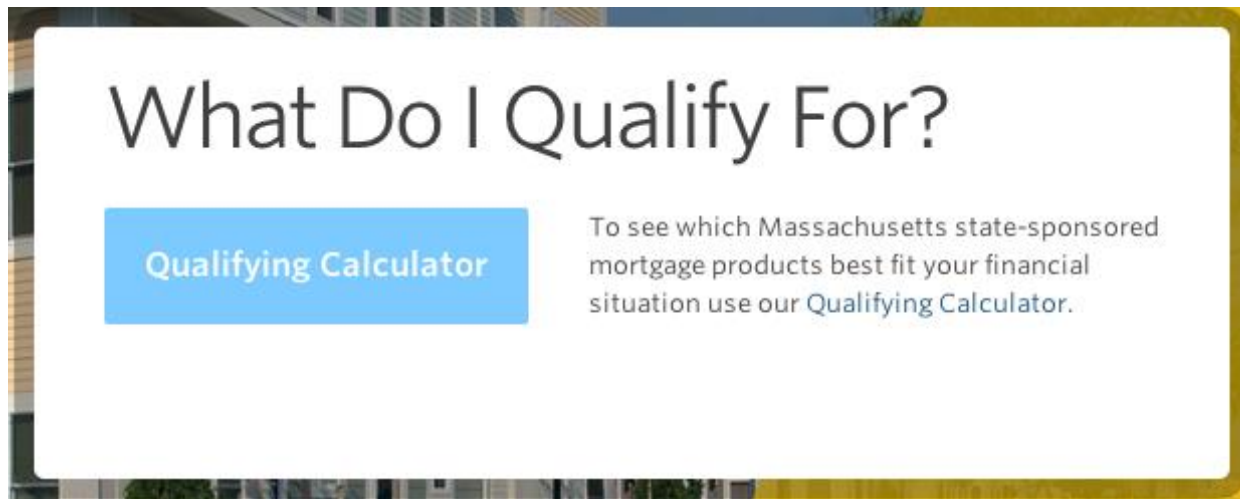 What Do I Qualify For?
Qualifying Calculator
To see which Massachusetts state-sponsored
mortgage products best fit your financial
situation use our Qualifying Calculator.